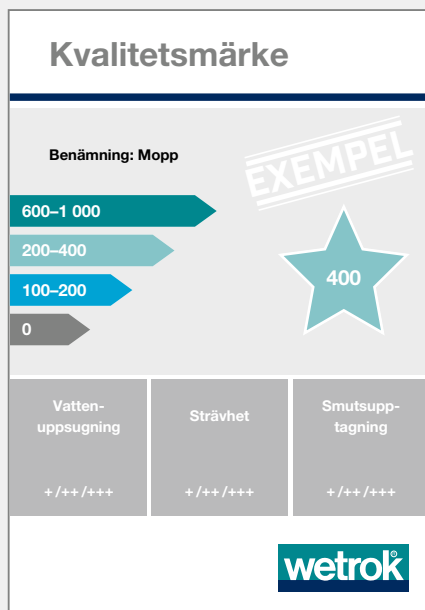 Kvalitetsmärke
Benämning: Mopp
EXEMPEL
600–1 000
200–400
100–200
0
400
Vatten-
uppsugning
Strävhet
Smutsupp-
tagning
+/++/+++
+/++/+++
+/++/+++
wetrok®